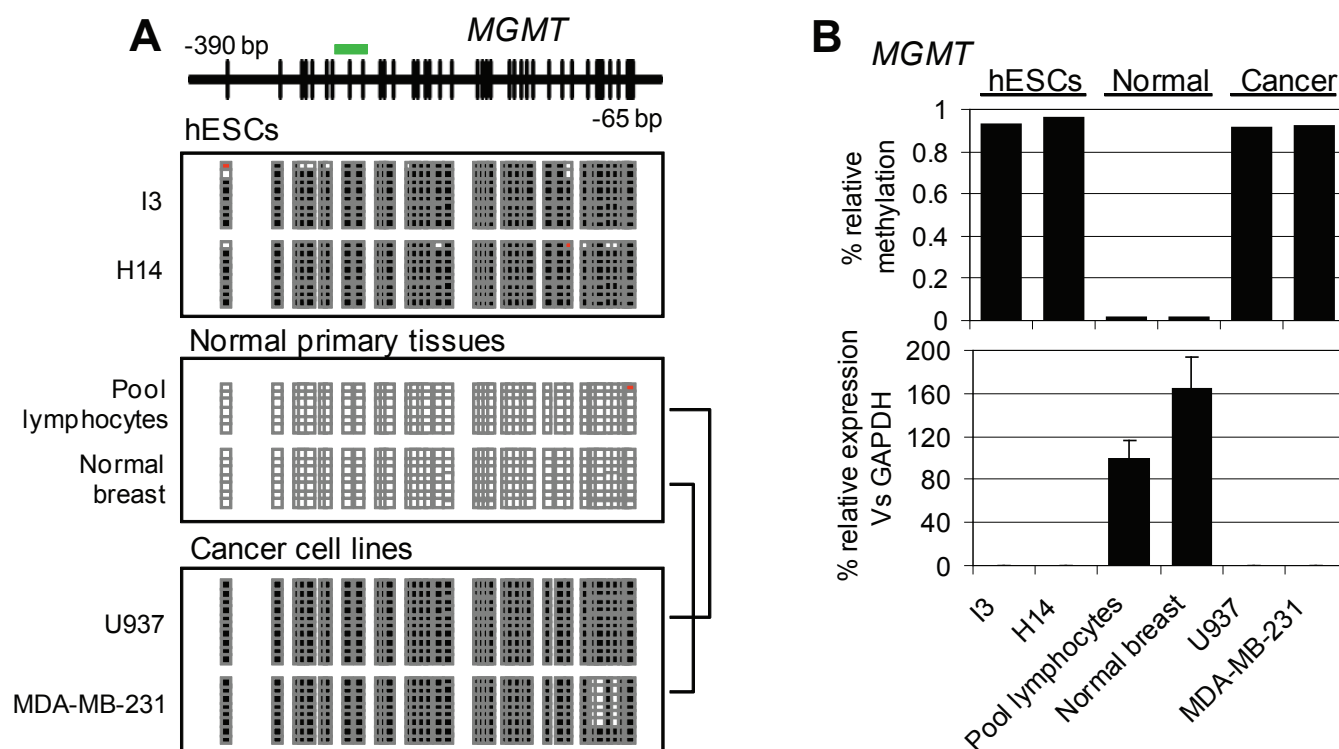 A
MGMT
-390 bp
-65 bp
hESCs
I3
H14
Normal primary tissues
Pool
lymphocytes
Normal
breast
Cancer cell lines
U937
MDA-MB-231
B
MGMT
hESCs Normal Cancer
% relative
methylation
1
0.8
0.6
0.4
0.2
0
% relative expression
Vs GAPDH
200
160
120
80
40
0
I3
H14
Pool lymphocytes
Normal breast
U937
MDA-MB-231